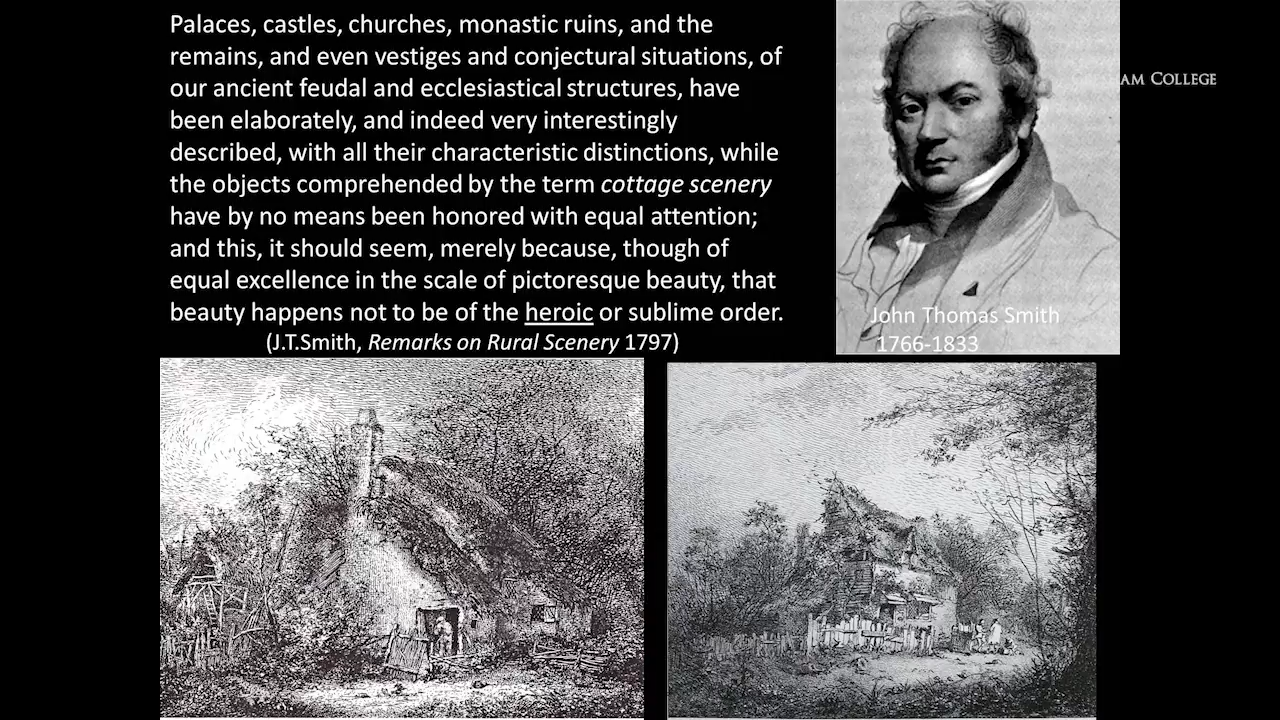 Palaces, castles, churches, monastic ruins, and the
remains, and even vestiges and conjectural situations, of
our ancient feudal and ecclesiastical structures, have
been elaborately, and indeed very interestingly
described, with all their characteristic distinctions, while
the objects comprehended by the term cottage scenery
have by no means been honored with equal attention;
and this, it should seem, merely because, though of
equal excellence in the scale of pictoresque beauty, that
beauty happens not to be of the heroic or sublime order.
(J.T.Smith, Remarks on Rural Scenery 1797)
AM COLLEGE
John Thomas Smith
1766-1833